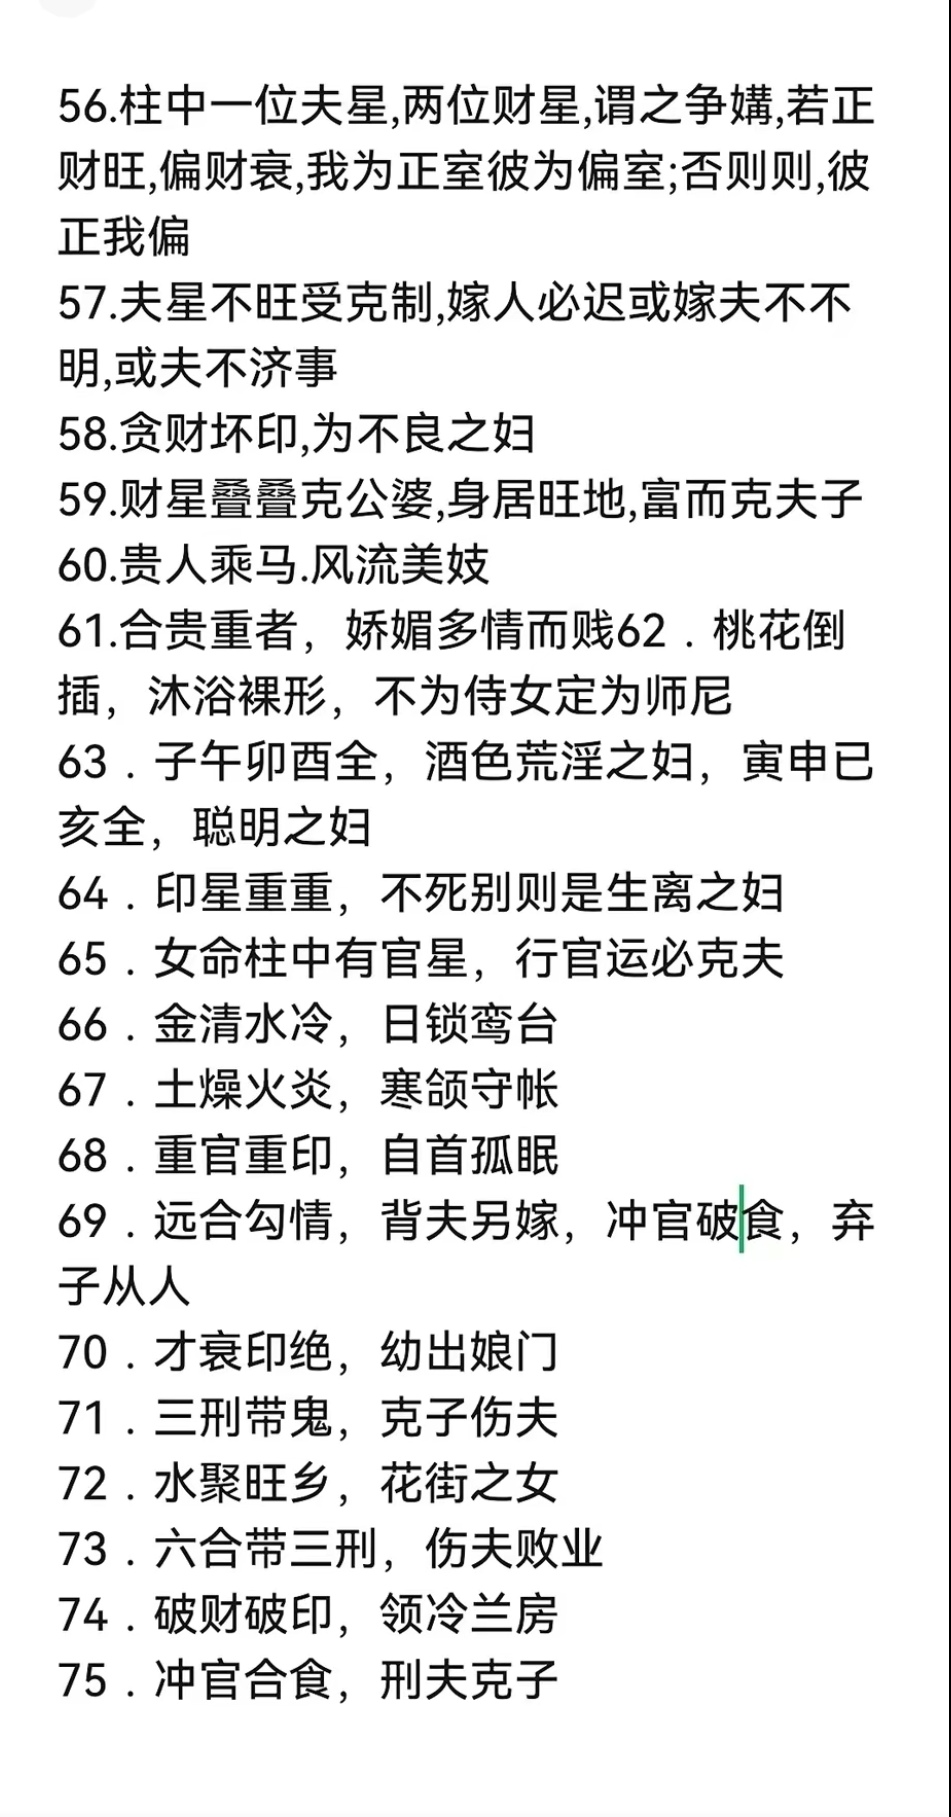 56.柱中一位夫星,两位财星,谓之争媾,若正
财旺,偏财衰,我为正室彼为偏室;否则则,彼
正我偏
57.夫星不旺受克制,嫁人必迟或嫁夫不不
明,或夫不济事
58.贪财坏印,为不良之妇
59.财星叠叠克公婆,身居旺地,富而克夫子
60.贵人乘马.风流美妓
61.合贵重者，娇媚多情而贱62．桃花倒
插，沐浴裸形，不为侍女定为师尼
63．子午卯酉全，酒色荒淫之妇，寅申已
亥全，聪明之妇
64．印星重重，不死别则是生离之妇
65．女命柱中有官星，行官运必克夫
66．金清水冷，日锁鸾台
67．土燥火炎，寒颌守帐
68．重官重印，自首孤眠
69．远合勾情，背夫另嫁，冲官破食，弃
子从人
70．才衰印绝，幼出娘门
71．三刑带鬼，克子伤夫
72．水聚旺乡，花街之女
73．六合带三刑，伤夫败业
74．破财破印，领冷兰房
75．冲官合食，刑夫克子